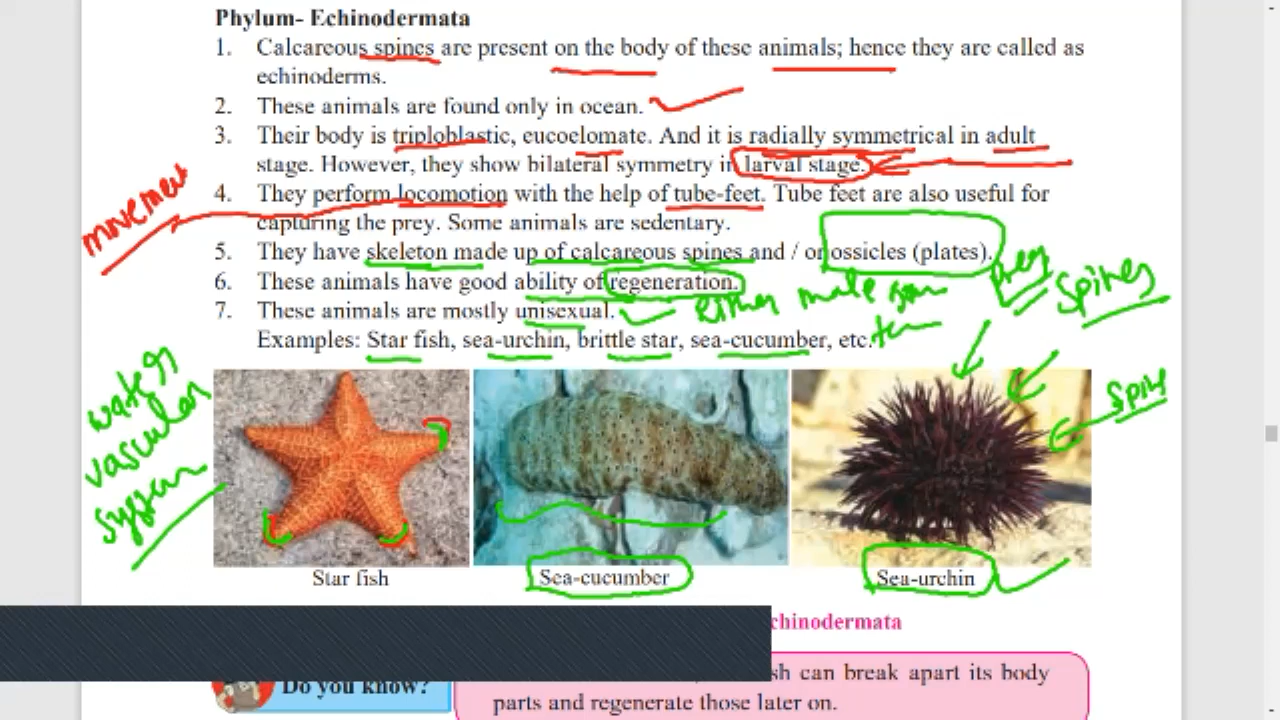 Phylum- Echinodermata
1. Calcareous spines are present on the body of these animals; hence they are called as
echinoderms.
2. These animals are found only in ocean.
3. Their body is triploblastic, eucoelomate. And it is radially symmetrical in adult
stage. However, they show bilateral symmetry in larval stage.
movement
4. They perform locomotion with the help of tube-feet. Tube feet are also useful for
capturing the prey. Some animals are sedentary.
5. They have skeleton made up of calcareous spines and / or ossicles (plates).
6. These animals have good ability of regeneration.
spines
7. These animals are mostly unisexual. either male
Examples: Star fish, sea-urchin, brittle star, sea-cucumber, etc.
water
vascular
system
spine
Star fish Sea-cucumber Sea-urchin
chinodermata
Do you know?
sh can break apart its body
parts and regenerate those later on.